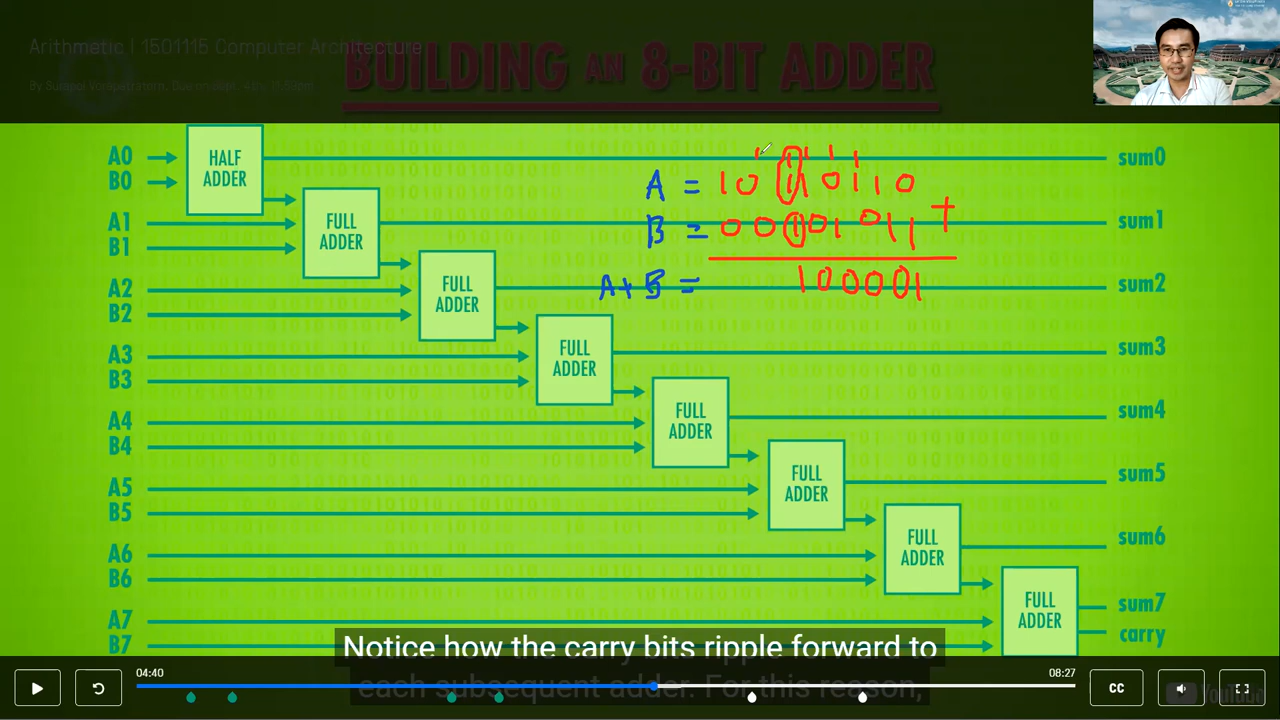 Arithmetic | 1501116 Computer Architecture
BUILDING AN 8-BIT ADDER
A0
B0
HALF
ADDER
sum0
A = 10110110
A1
B1
FULL
ADDER
sum1
B = 00101011 +
A2
B2
FULL
ADDER
sum2
A+B = 100001
A3
B3
FULL
ADDER
sum3
A4
B4
FULL
ADDER
sum4
A5
B5
FULL
ADDER
sum5
A6
B6
FULL
ADDER
sum6
A7
B7
FULL
ADDER
sum7
carry
Notice how the carry bits ripple forward to
each subsequent adder. For this reason,
04:40
08:27
CC
YouTube